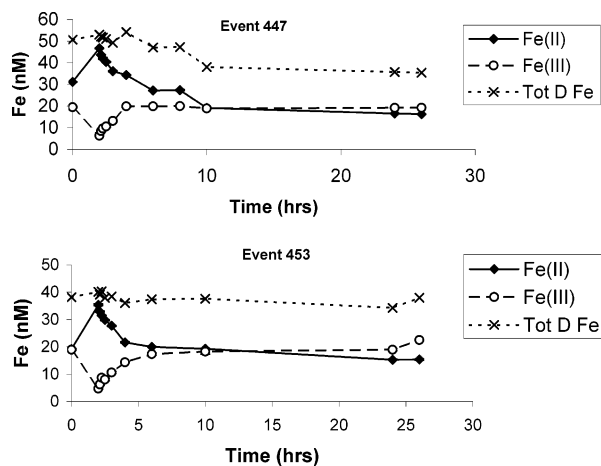 Event 447
Fe (nM)
60
50
40
30
20
10
0
0 10 20 30
Time (hrs)
Fe(II)
Fe(III)
Tot D Fe
Event 453
Fe (nM)
50
40
30
20
10
0
0 5 10 15 20 25 30
Time (hrs)
Fe(II)
Fe(III)
Tot D Fe